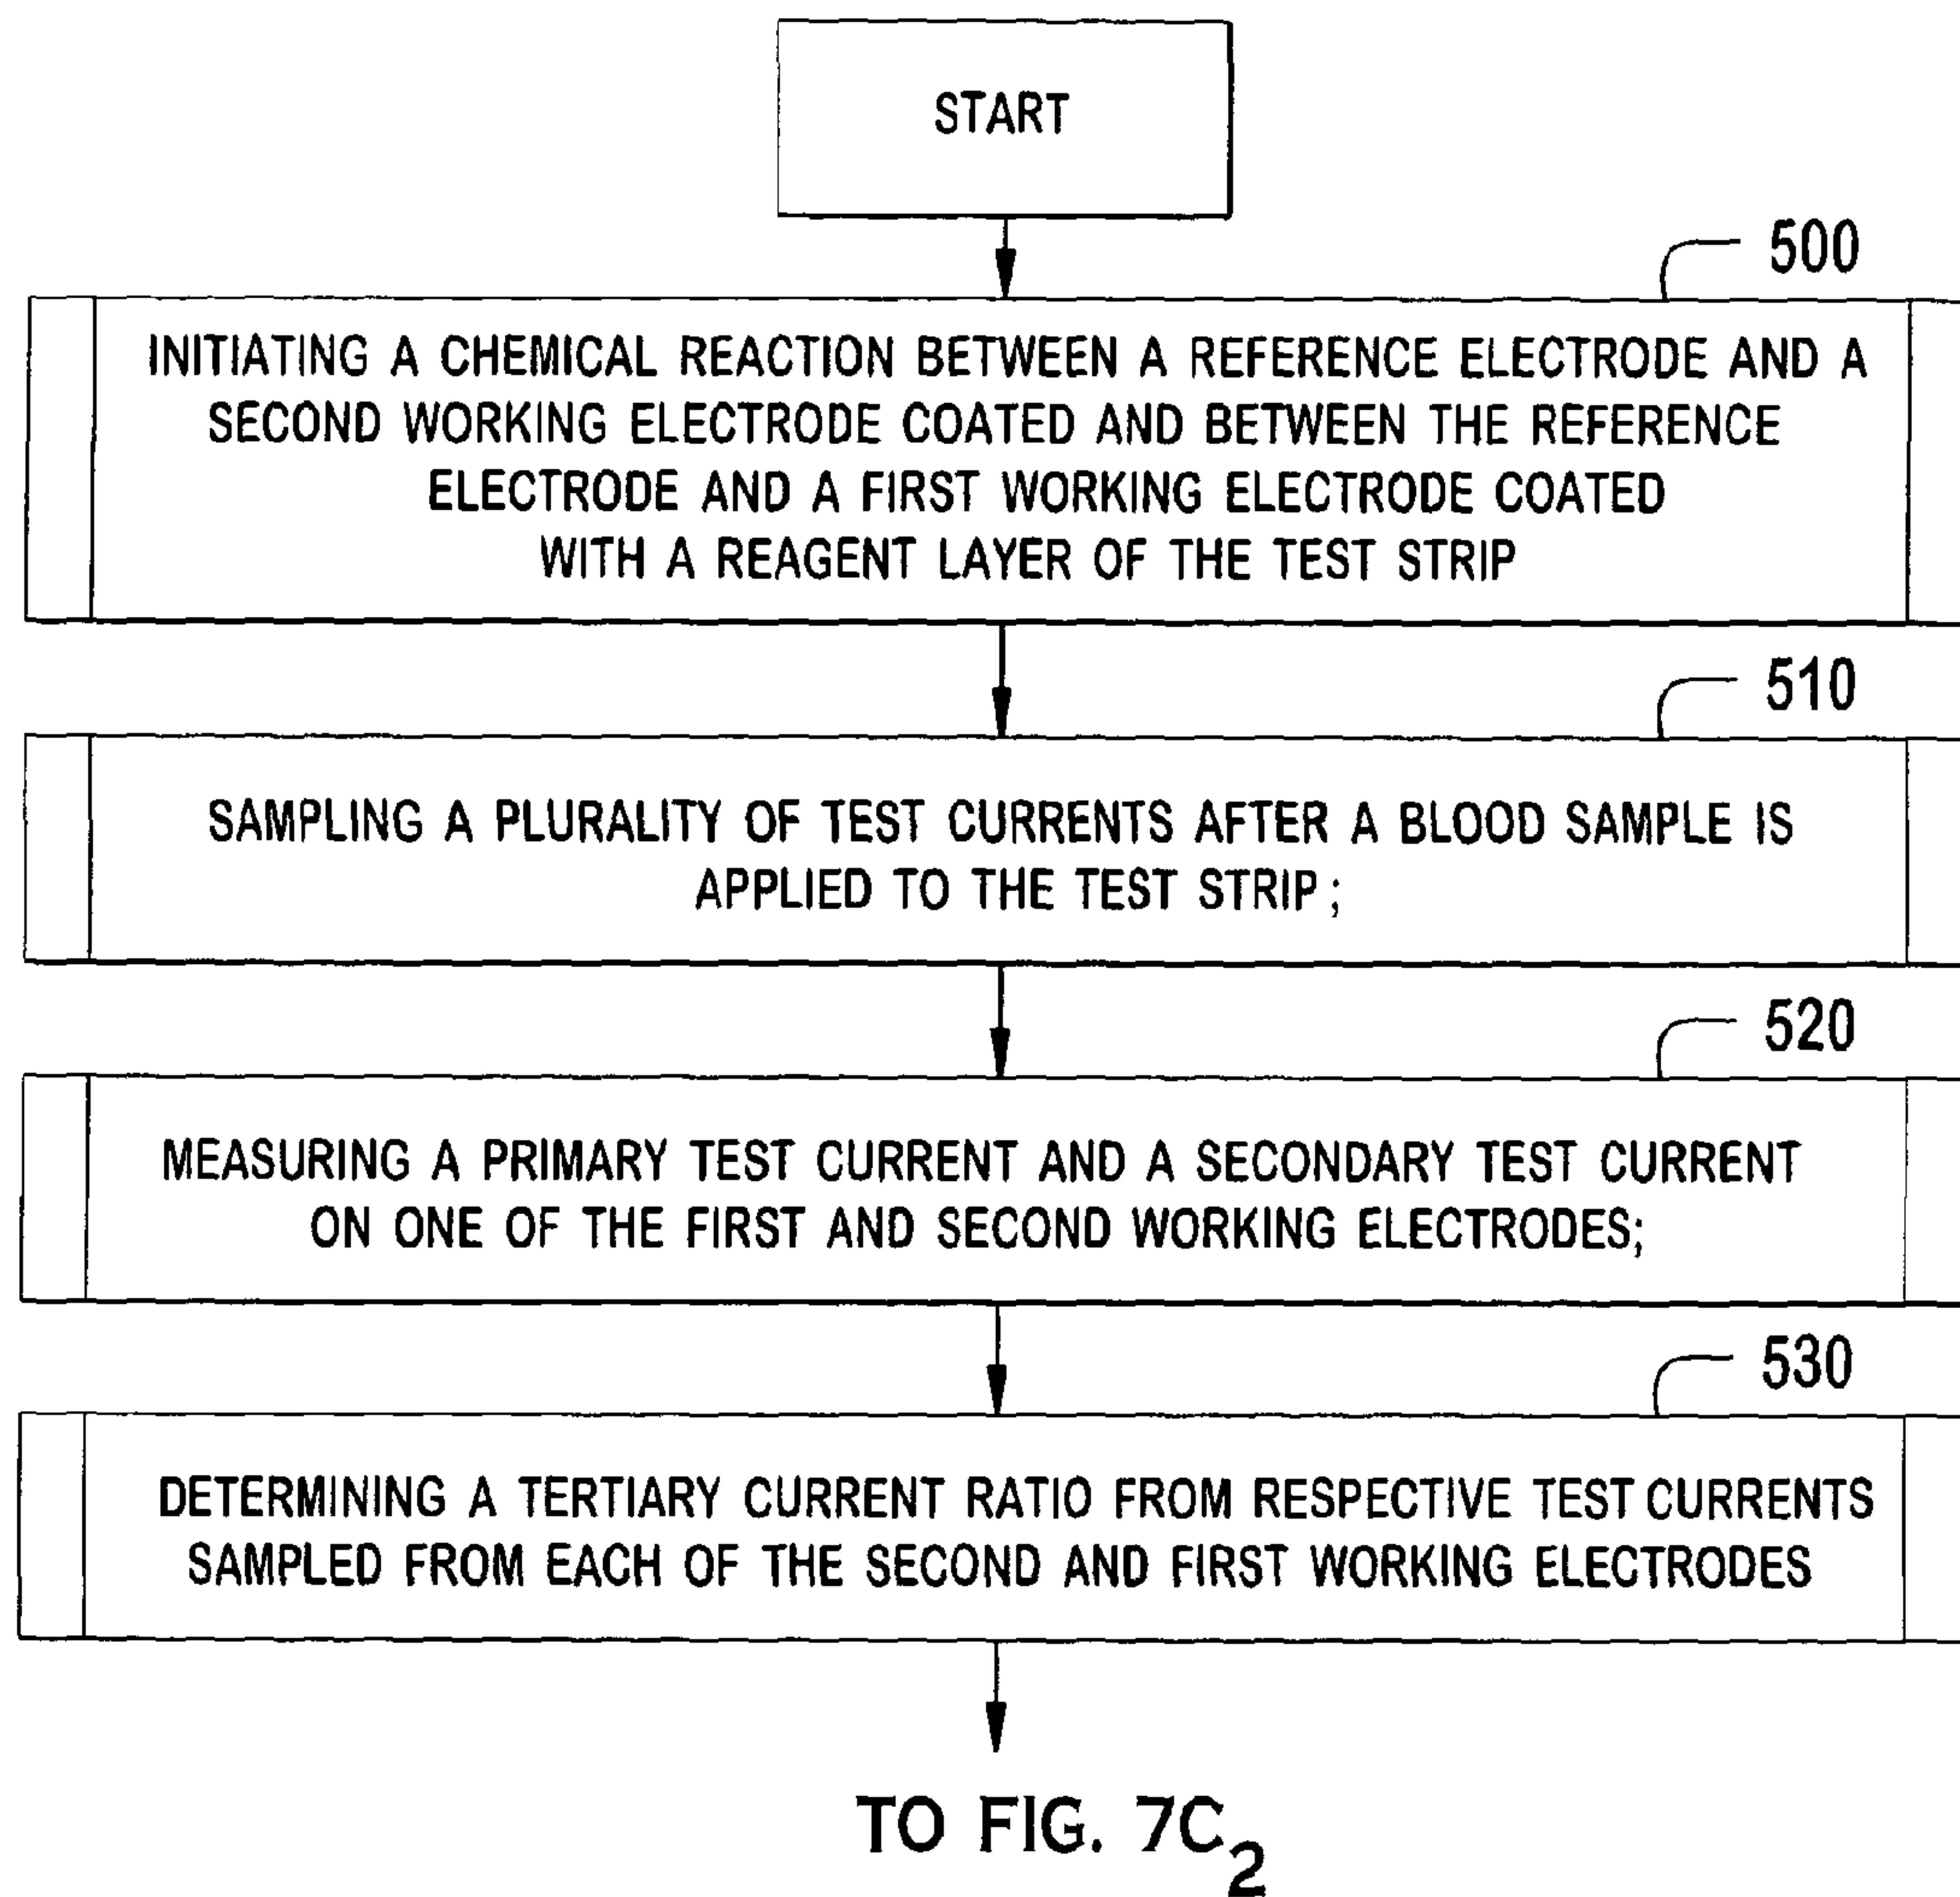 START
500
INITIATING A CHEMICAL REACTION BETWEEN A REFERENCE ELECTRODE AND A
SECOND WORKING ELECTRODE COATED AND BETWEEN THE REFERENCE
ELECTRODE AND A FIRST WORKING ELECTRODE COATED
WITH A REAGENT LAYER OF THE TEST STRIP
510
SAMPLING A PLURALITY OF TEST CURRENTS AFTER A BLOOD SAMPLE IS
APPLIED TO THE TEST STRIP;
520
MEASURING A PRIMARY TEST CURRENT AND A SECONDARY TEST CURRENT
ON ONE OF THE FIRST AND SECOND WORKING ELECTRODES;
530
DETERMINING A TERTIARY CURRENT RATIO FROM RESPECTIVE TEST CURRENTS
SAMPLED FROM EACH OF THE SECOND AND FIRST WORKING ELECTRODES
TO FIG. 7C₂